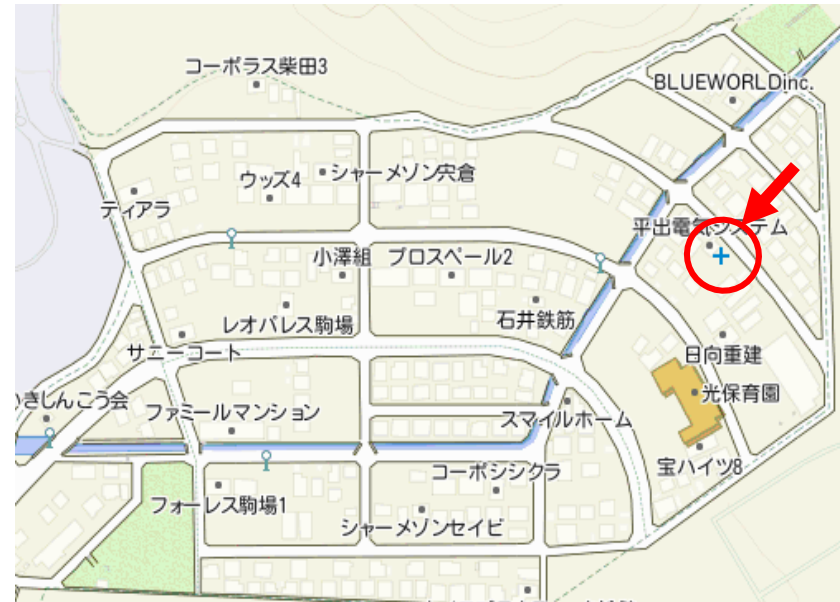 コーポラス柴田3
BLUEWORLDinc.
ウッズ4
シャーメゾン宍倉
ティアラ
平出電気システム
小澤組
プロスペール2
レオパレス駒場
石井鉄筋
サニーコート
日向重建
光保育園
きしんこう会
ファミールマンション
スマイルホーム
コーポシシクラ
宝ハイツ8
フォーレス駒場1
シャーメゾンセイビ